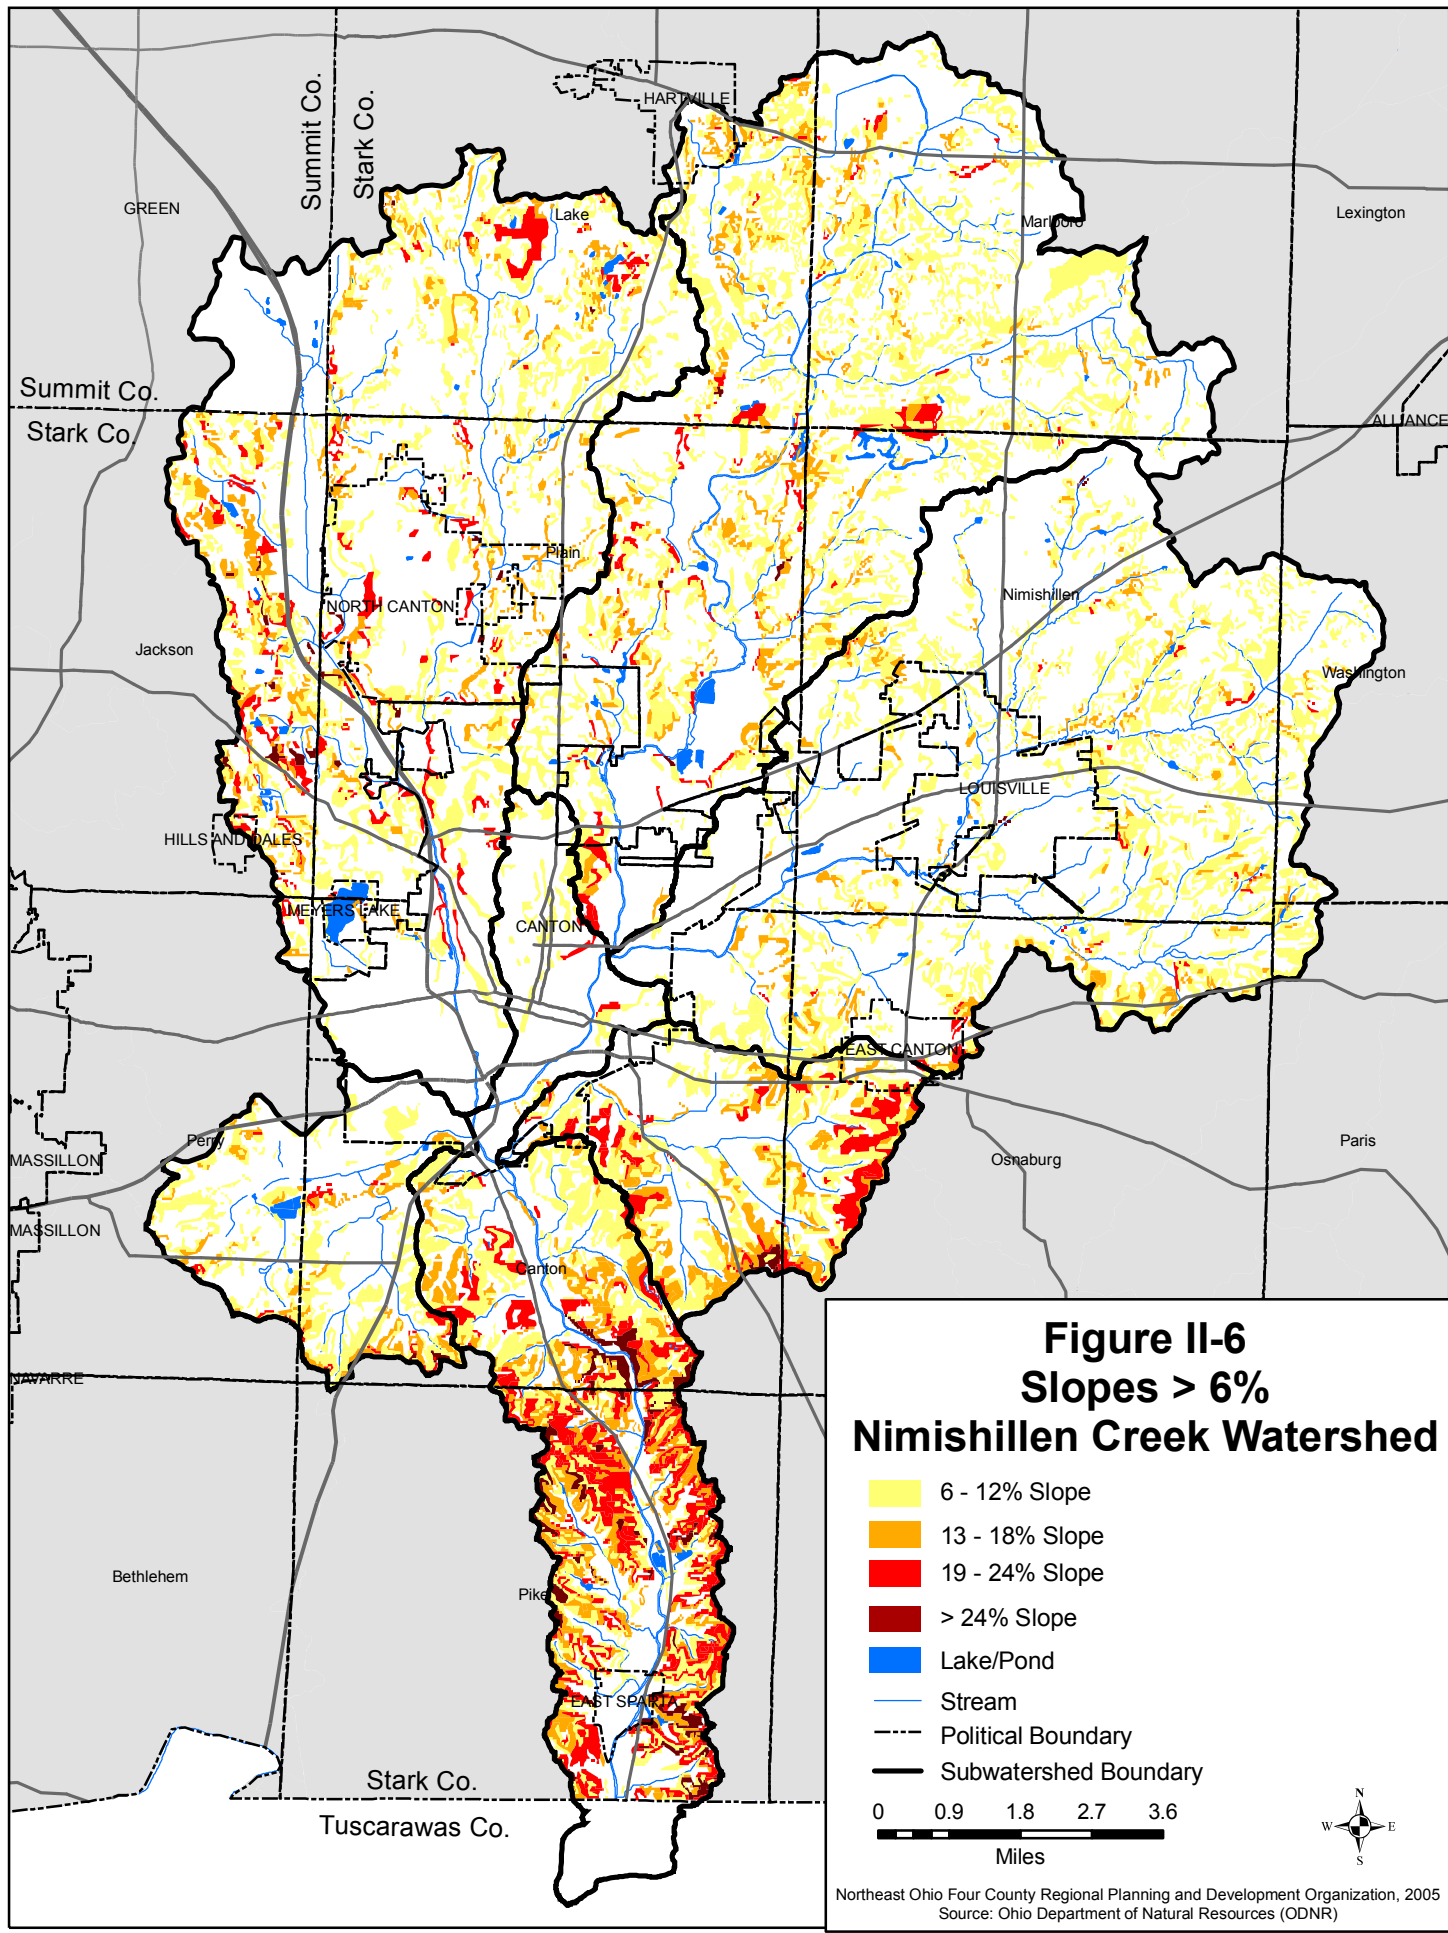 Summit Co.
Stark Co.
HARTVILLE
GREEN
Lake
Marlboro
Lexington
Summit Co.
Stark Co.
ALLIANCE
Plain
NORTH CANTON
Nimishillen
Jackson
Washington
LOUISVILLE
HILLS AND DALES
MEYERS LAKE
CANTON
EAST CANTON
Perry
MASSILLON
Osnaburg
Paris
MASSILLON
Canton
NAVARRE
Bethlehem
Pike
EAST SPARTA
Stark Co.
Tuscarawas Co.
Figure II-6
Slopes > 6%
Nimishillen Creek Watershed
6 - 12% Slope
13 - 18% Slope
19 - 24% Slope
> 24% Slope
Lake/Pond
Stream
Political Boundary
Subwatershed Boundary
0 0.9 1.8 2.7 3.6
Miles
N
W E
S
Northeast Ohio Four County Regional Planning and Development Organization, 2005
Source: Ohio Department of Natural Resources (ODNR)